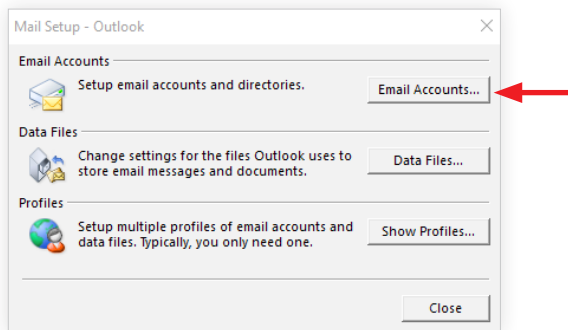 Mail Setup - Outlook
Email Accounts
Setup email accounts and directories.
Email Accounts...
Data Files
Change settings for the files Outlook uses to
store email messages and documents.
Data Files...
Profiles
Setup multiple profiles of email accounts and
data files. Typically, you only need one.
Show Profiles...
Close